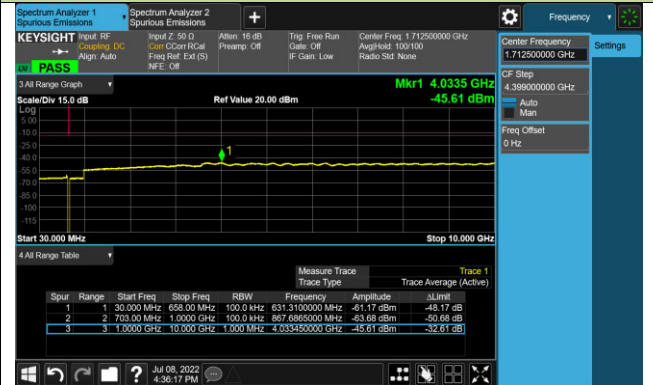 Spectrum Analyzer 1
Spurious Emissions
Spectrum Analyzer 2
Spurious Emissions
+
Frequency
KEYSIGHT
Input: RF
Coupling: DC
Align: Auto
Input Z: 50 Ω
Corr CCorr RCal
Freq Ref: Ext (S)
NFE: Off
Atten: 16 dB
Preamp: Off
Trig: Free Run
Gate: Off
IF Gain: Low
Center Freq: 1.712500000 GHz
Avg|Hold: 100/100
Radio Std: None
PASS
Center Frequency
1.712500000 GHz
Settings
CF Step
4.399000000 GHz
Auto
Man
Freq Offset
0 Hz
3 All Range Graph
Mkr1 4.0335 GHz
Scale/Div 15.0 dB
Ref Value 20.00 dBm
-45.61 dBm
Log
5.00
-10.0
-25.0
-40.0
-55.0
-70.0
-85.0
-100
-115
1
Start 30.000 MHz
Stop 10.000 GHz
4 All Range Table
Measure Trace Trace 1
Trace Type Trace Average (Active)
Spur Range Start Freq Stop Freq RBW Frequency Amplitude ΔLimit
1 1 30.000 MHz 658.00 MHz 100.0 kHz 631.3100000 MHz -61.17 dBm -48.17 dB
2 2 703.00 MHz 1.0000 GHz 100.0 kHz 867.6865000 MHz -63.68 dBm -50.68 dB
3 3 1.0000 GHz 10.000 GHz 1.000 MHz 4.033450000 GHz -45.61 dBm -32.61 dB
?
Jul 08, 2022
4:36:17 PM